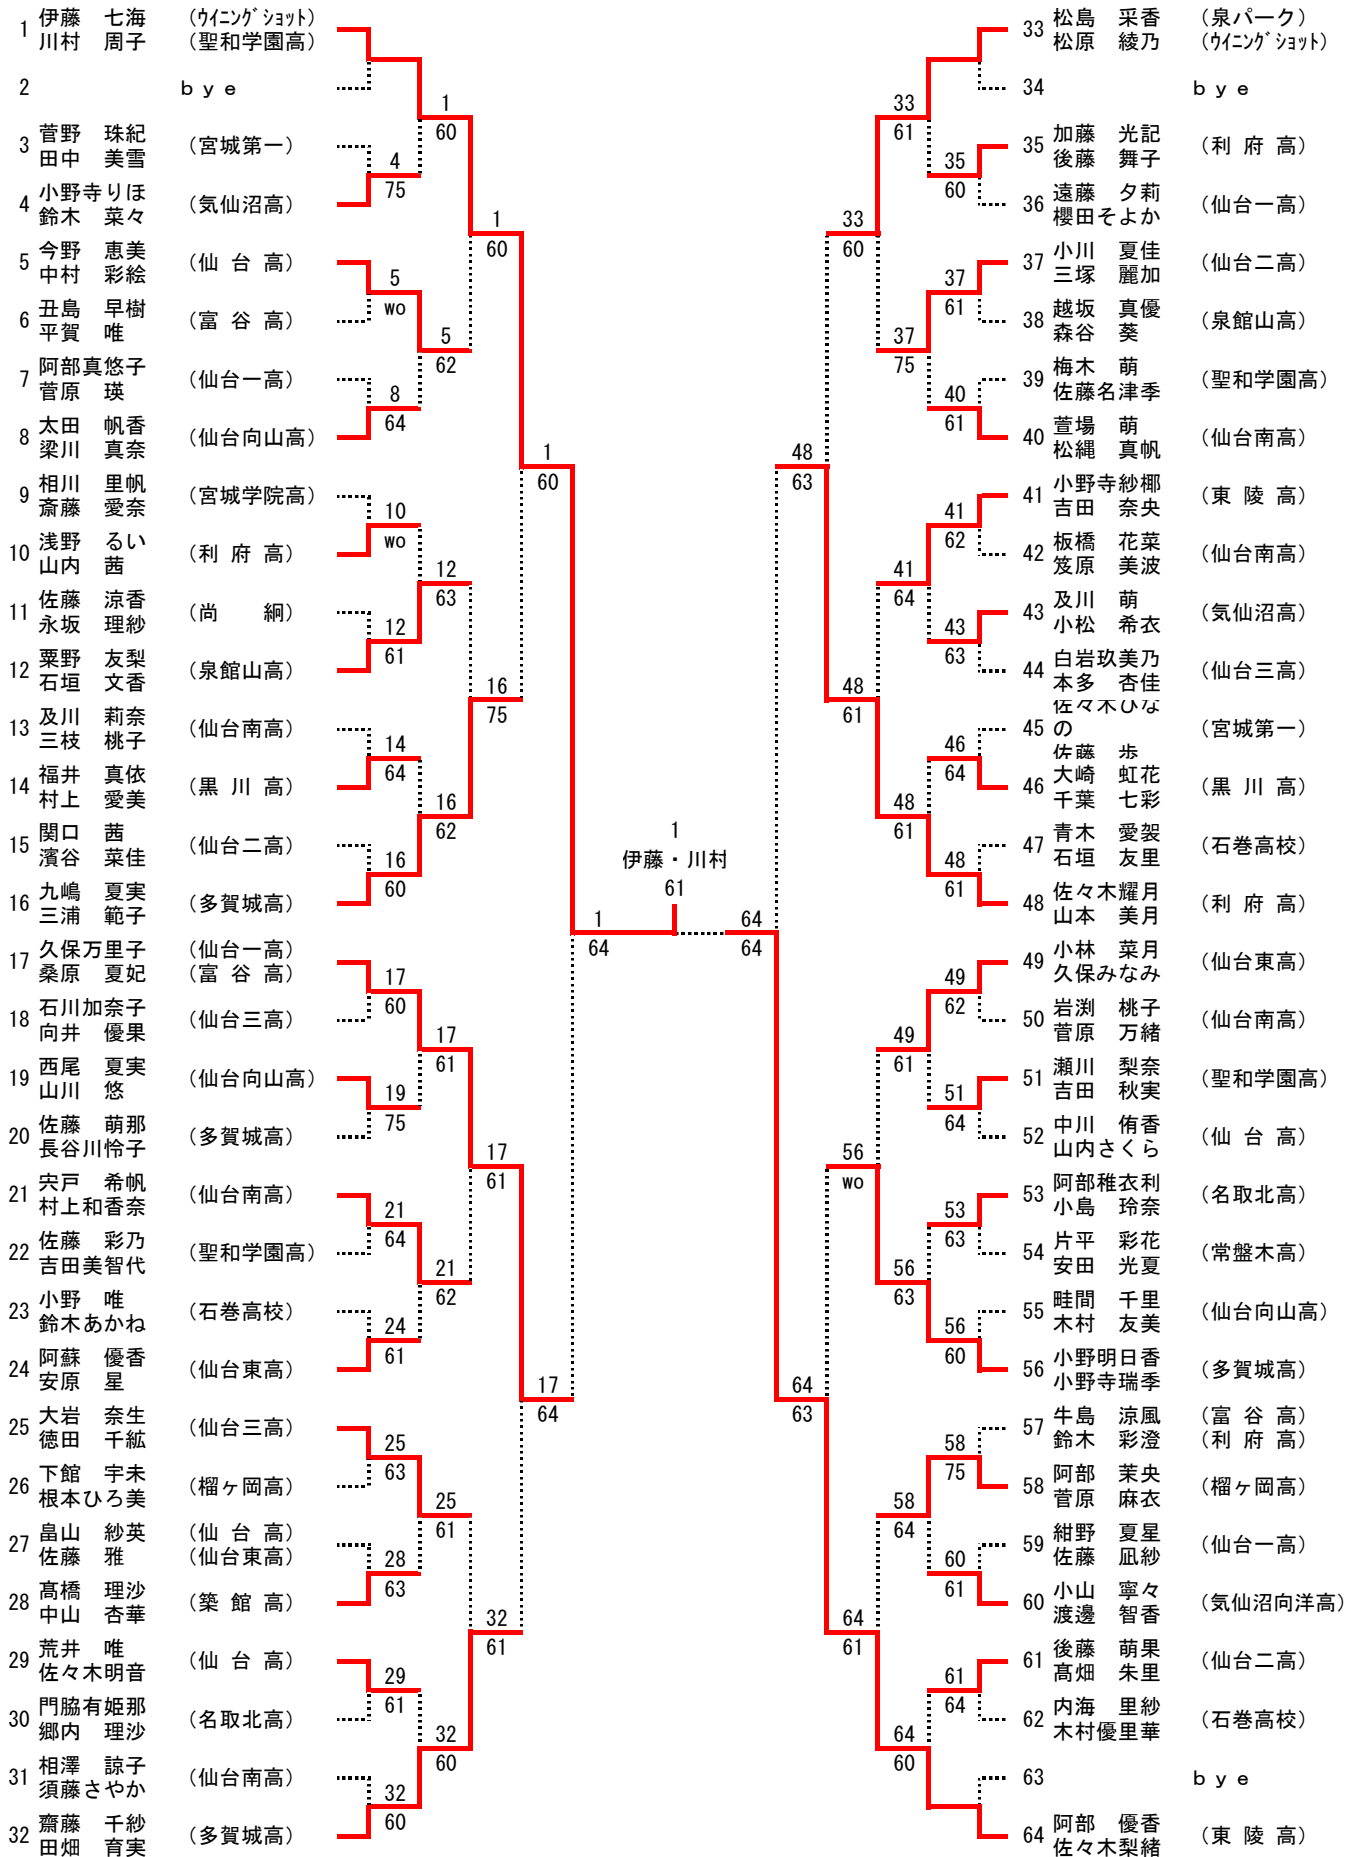 1 伊藤 七海 (ｳｲﾆﾝｸﾞｼｮｯﾄ)
川村 周子 (聖和学園高)
2 ｂｙｅ
3 菅野 珠紀 (宮城第一)
田中 美雪
4 小野寺りほ (気仙沼高)
鈴木 菜々
5 今野 恵美 (仙 台 高)
中村 彩絵
6 丑島 早樹 (富 谷 高)
平賀 唯
7 阿部真悠子 (仙台一高)
菅原 瑛
8 太田 帆香 (仙台向山高)
梁川 真奈
9 相川 里帆 (宮城学院高)
斎藤 愛奈
10 浅野 るい (利 府 高)
山内 茜
11 佐藤 涼香 (尚 絅)
永坂 理紗
12 粟野 友梨 (泉館山高)
石垣 文香
13 及川 莉奈 (仙台南高)
三枝 桃子
14 福井 真依 (黒 川 高)
村上 愛美
15 関口 茜 (仙台二高)
濱谷 菜佳
16 九嶋 夏実 (多賀城高)
三浦 範子
17 久保万里子 (仙台一高)
桑原 夏妃 (富 谷 高)
18 石川加奈子 (仙台三高)
向井 優果
19 西尾 夏実 (仙台向山高)
山川 悠
20 佐藤 萌那 (多賀城高)
長谷川怜子
21 宍戸 希帆 (仙台南高)
村上和香奈
22 佐藤 彩乃 (聖和学園高)
吉田美智代
23 小野 唯 (石巻高校)
鈴木あかね
24 阿蘇 優香 (仙台東高)
安原 星
25 大岩 奈生 (仙台三高)
徳田 千紘
26 下館 宇未 (榴ヶ岡高)
根本ひろ美
27 畠山 紗英 (仙 台 高)
佐藤 雅 (仙台東高)
28 髙橋 理沙 (築 館 高)
中山 杏華
29 荒井 唯 (仙 台 高)
佐々木明音
30 門脇有姫那 (名取北高)
郷内 理沙
31 相澤 諒子 (仙台南高)
須藤さやか
32 齋藤 千紗 (多賀城高)
田畑 育実
4
75
5
wo
8
64
10
wo
12
61
14
64
16
60
17
60
19
75
21
64
24
61
25
63
28
63
29
61
32
60
1
60
5
62
12
63
16
62
17
61
21
62
25
61
32
60
1
60
16
75
17
61
32
61
1
60
17
64
1
64
1
伊藤・川村
61
64
64
48
63
64
63
33
60
48
61
56
wo
64
61
33
61
37
75
41
64
48
61
49
61
56
63
58
64
64
60
35
60
37
61
40
61
41
62
43
63
46
64
48
61
49
62
51
64
53
63
56
60
58
75
60
61
61
64
33 松島 采香 (泉パーク)
松原 綾乃 (ｳｲﾆﾝｸﾞｼｮｯﾄ)
34 ｂｙｅ
35 加藤 光記 (利 府 高)
後藤 舞子
36 遠藤 夕莉 (仙台一高)
櫻田そよか
37 小川 夏佳 (仙台二高)
三塚 麗加
38 越坂 真優 (泉館山高)
森谷 葵
39 梅木 萌 (聖和学園高)
佐藤名津季
40 萱場 萌 (仙台南高)
松縄 真帆
41 小野寺紗椰 (東 陵 高)
吉田 奈央
42 板橋 花菜 (仙台南高)
笈原 美波
43 及川 萌 (気仙沼高)
小松 希衣
44 白岩玖美乃 (仙台三高)
本多 杏佳
佐々木ひな
45 の (宮城第一)
佐藤 歩
46 大崎 虹花 (黒 川 高)
千葉 七彩
47 青木 愛袈 (石巻高校)
石垣 友里
48 佐々木耀月 (利 府 高)
山本 美月
49 小林 菜月 (仙台東高)
久保みなみ
50 岩渕 桃子 (仙台南高)
菅原 万緒
51 瀬川 梨奈 (聖和学園高)
吉田 秋実
52 中川 侑香 (仙 台 高)
山内さくら
53 阿部稚衣利 (名取北高)
小島 玲奈
54 片平 彩花 (常盤木高)
安田 光夏
55 畦間 千里 (仙台向山高)
木村 友美
56 小野明日香 (多賀城高)
小野寺瑞季
57 牛島 涼風 (富 谷 高)
鈴木 彩澄 (利 府 高)
58 阿部 茉央 (榴ヶ岡高)
菅原 麻衣
59 紺野 夏星 (仙台一高)
佐藤 凪紗
60 小山 寧々 (気仙沼向洋高)
渡邊 智香
61 後藤 萌果 (仙台二高)
髙畑 朱里
62 内海 里紗 (石巻高校)
木村優里華
63 ｂｙｅ
64 阿部 優香 (東 陵 高)
佐々木梨緒